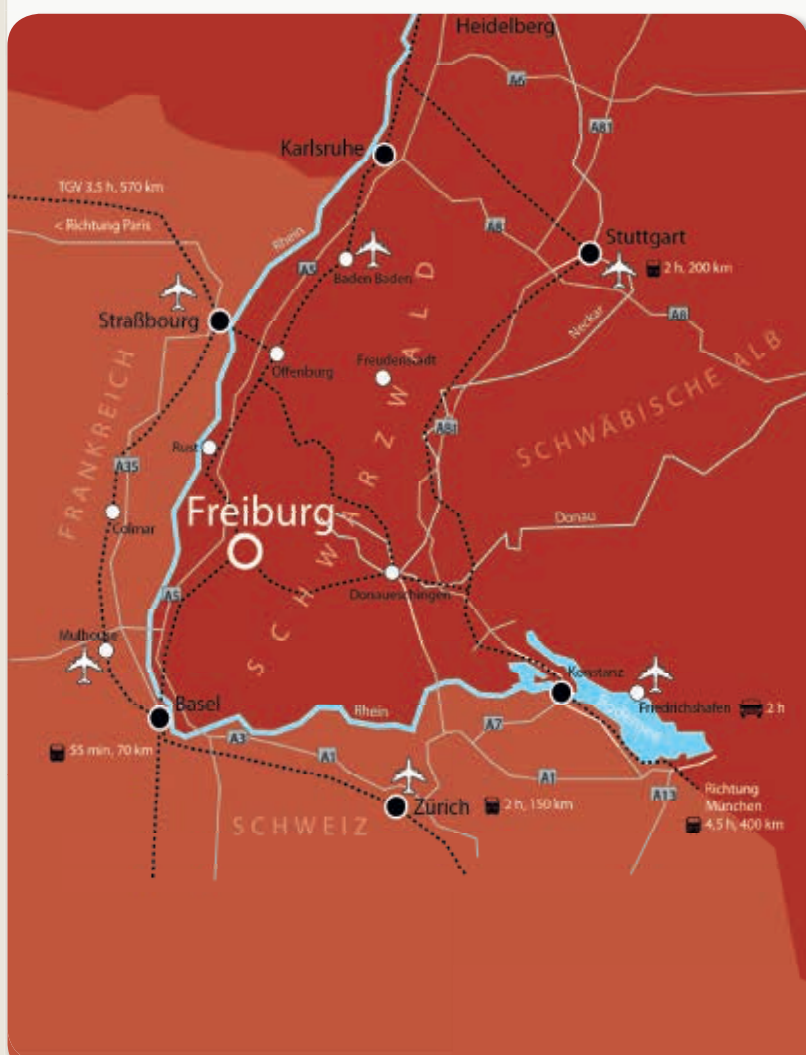 Heidelberg
A6
A81
Karlsruhe
TGV 3,5 h, 570 km
< Richtung Paris
Rhein
A8
Stuttgart
2 h, 200 km
A5
Baden Baden
Straßbourg
Neckar
A8
Offenburg
Freudenstadt
SCHWARZWALD
SCHWÄBISCHE ALB
FRANKREICH
A81
Rust
A35
Colmar
Freiburg
Donau
A5
Donaueschingen
Mulhouse
Konstanz
Friedrichshafen
2 h
Basel
Rhein
A3
A7
55 min, 70 km
A1
A1
A13
Zürich
2 h, 150 km
Richtung
München
4,5 h, 400 km
SCHWEIZ